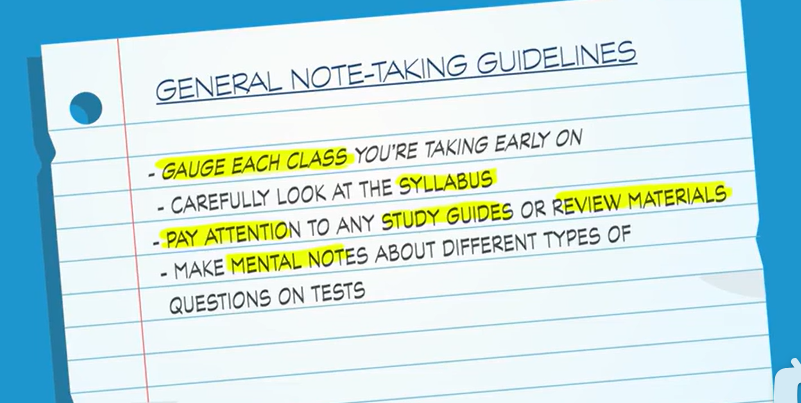 GENERAL NOTE-TAKING GUIDELINES
- GAUGE EACH CLASS YOU'RE TAKING EARLY ON
- CAREFULLY LOOK AT THE SYLLABUS
- PAY ATTENTION TO ANY STUDY GUIDES OR REVIEW MATERIALS
- MAKE MENTAL NOTES ABOUT DIFFERENT TYPES OF
QUESTIONS ON TESTS